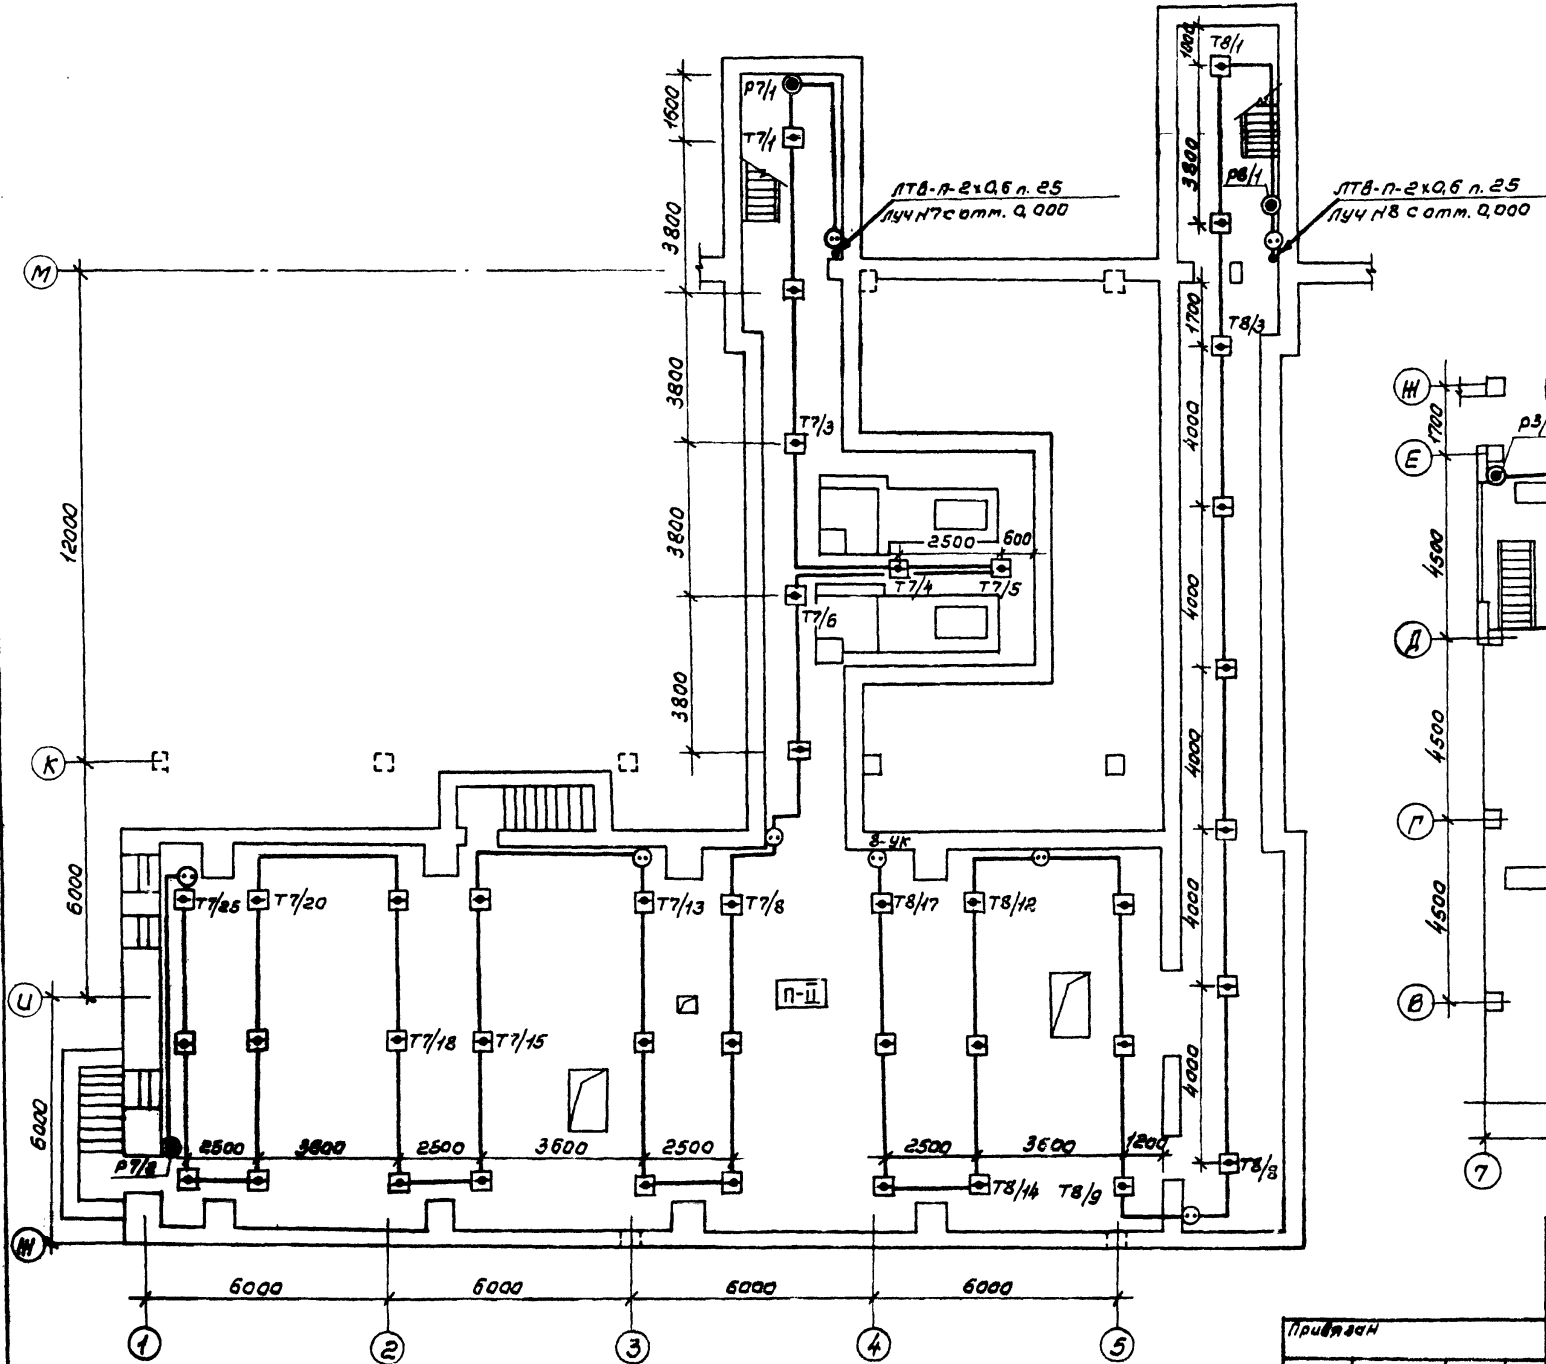 1000
Т8/1
Р7/1
1600
Т7/1
3800
Р8/1
ЛТВ-П-2х0,6 п. 25
Луч №7 с отм. 0,000
ЛТВ-П-2х0,6 п. 25
Луч №8 с отм. 0,000
3800
М
1700
Т8/3
3800
Т7/3
4000
Ж
1700
Р3/
Е
12000
3800
2500
600
Т7/4
Т7/5
Т7/6
4000
4500
Д
3800
4000
4500
К
Г
3-УК
6000
Т7/25
Т7/20
Т7/13
Т7/8
Т8/17
Т8/12
4000
4500
И
П-II
В
Т7/18
Т7/15
4000
6000
2500
3600
2500
3600
2500
2500
3600
1200
Р7/2
Т8/14
Т8/9
Т8/8
7
Ж
6000
6000
6000
6000
1
2
3
4
5
Привязан